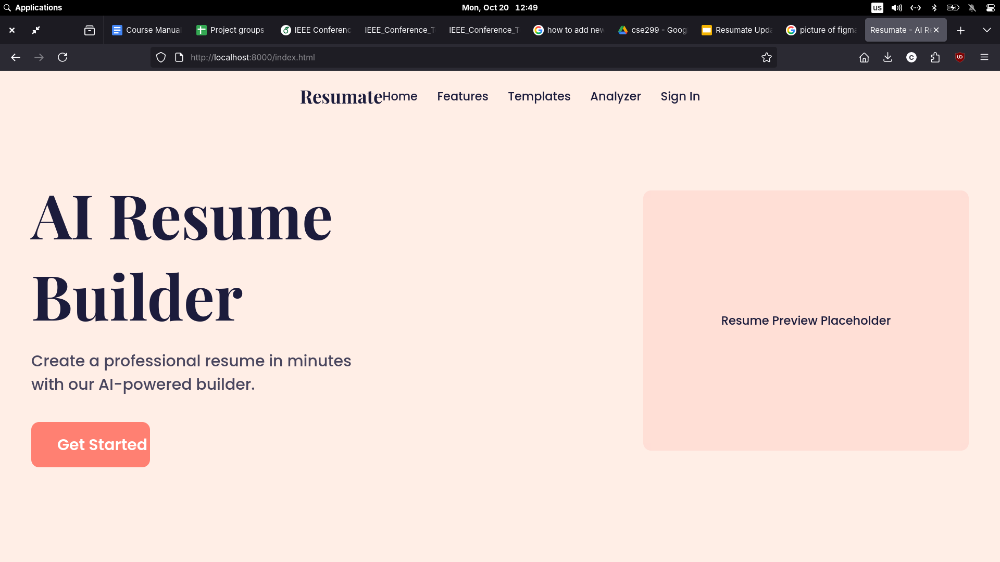 Applications
Mon, Oct 20 12:49
us
Course Manual
Project groups
IEEE Conferenc
IEEE_Conference_T
IEEE_Conference_T
how to add new
cse299 - Goog
Resumate Upda
picture of figma
Resumate - AI Re
http://localhost:8000/index.html
C
Resumate
Home Features Templates Analyzer Sign In
AI Resume
Builder
Create a professional resume in minutes
with our AI-powered builder.
Get Started
Resume Preview Placeholder